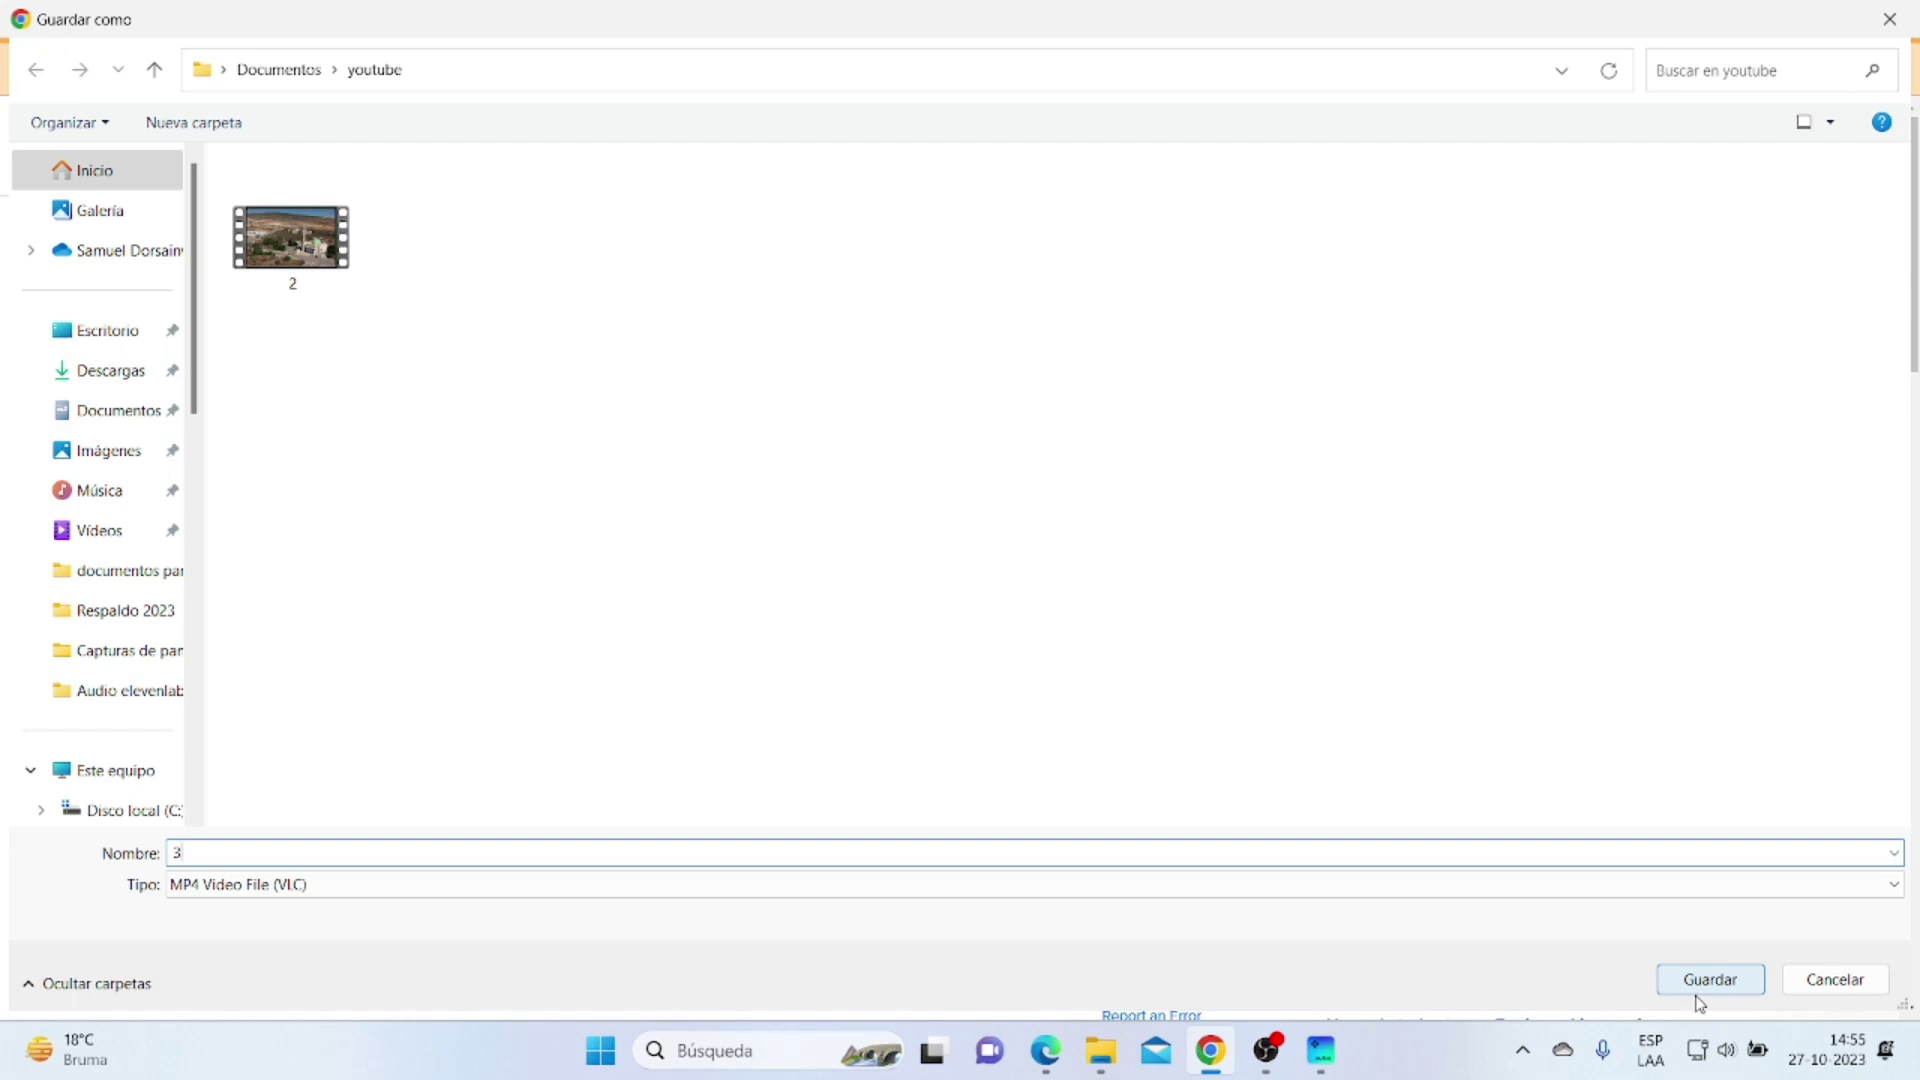 Guardar como
Documentos › youtube
Buscar en youtube
Organizar
Nueva carpeta
Inicio
Galería
Samuel Dorsain
Escritorio
Descargas
Documentos
Imágenes
Música
Vídeos
documentos par
Respaldo 2023
Capturas de par
Audio elevenlab
Este equipo
Disco local (C:
2
Nombre: 3
Tipo: MP4 Video File (VLC)
Ocultar carpetas
Guardar
Cancelar
Report an Error
18°C
Bruma
Búsqueda
ESP
LAA
14:55
27-10-2023